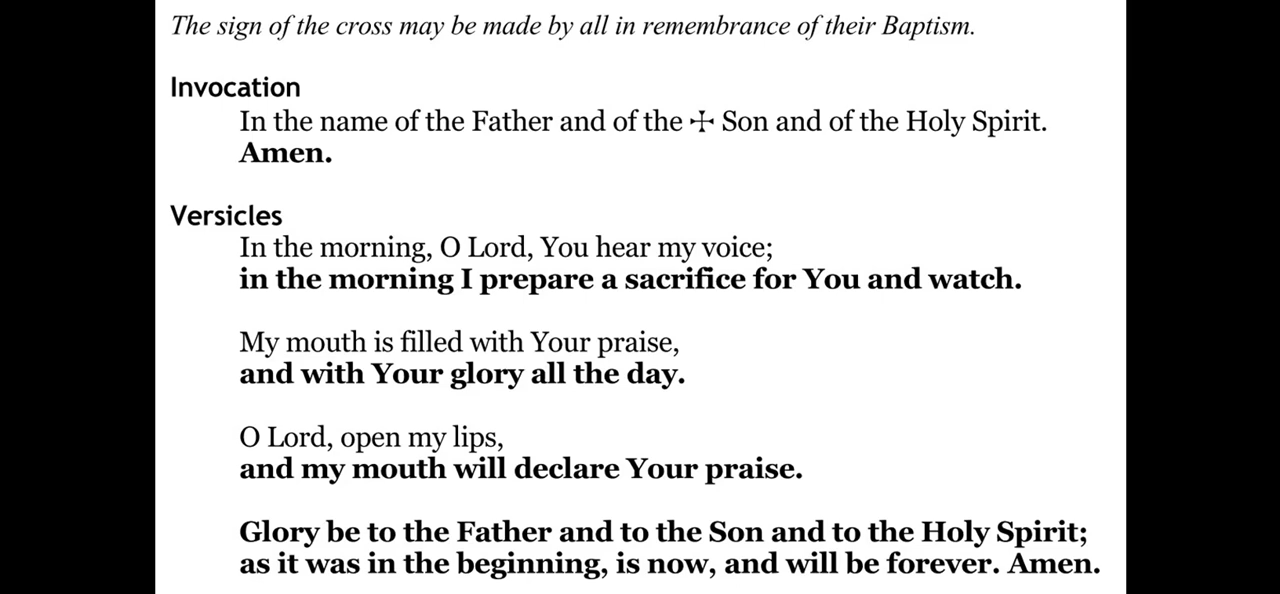 The sign of the cross may be made by all in remembrance of their Baptism.
Invocation
In the name of the Father and of the ☩ Son and of the Holy Spirit.
Amen.
Versicles
In the morning, O Lord, You hear my voice;
in the morning I prepare a sacrifice for You and watch.
My mouth is filled with Your praise,
and with Your glory all the day.
O Lord, open my lips,
and my mouth will declare Your praise.
Glory be to the Father and to the Son and to the Holy Spirit;
as it was in the beginning, is now, and will be forever. Amen.